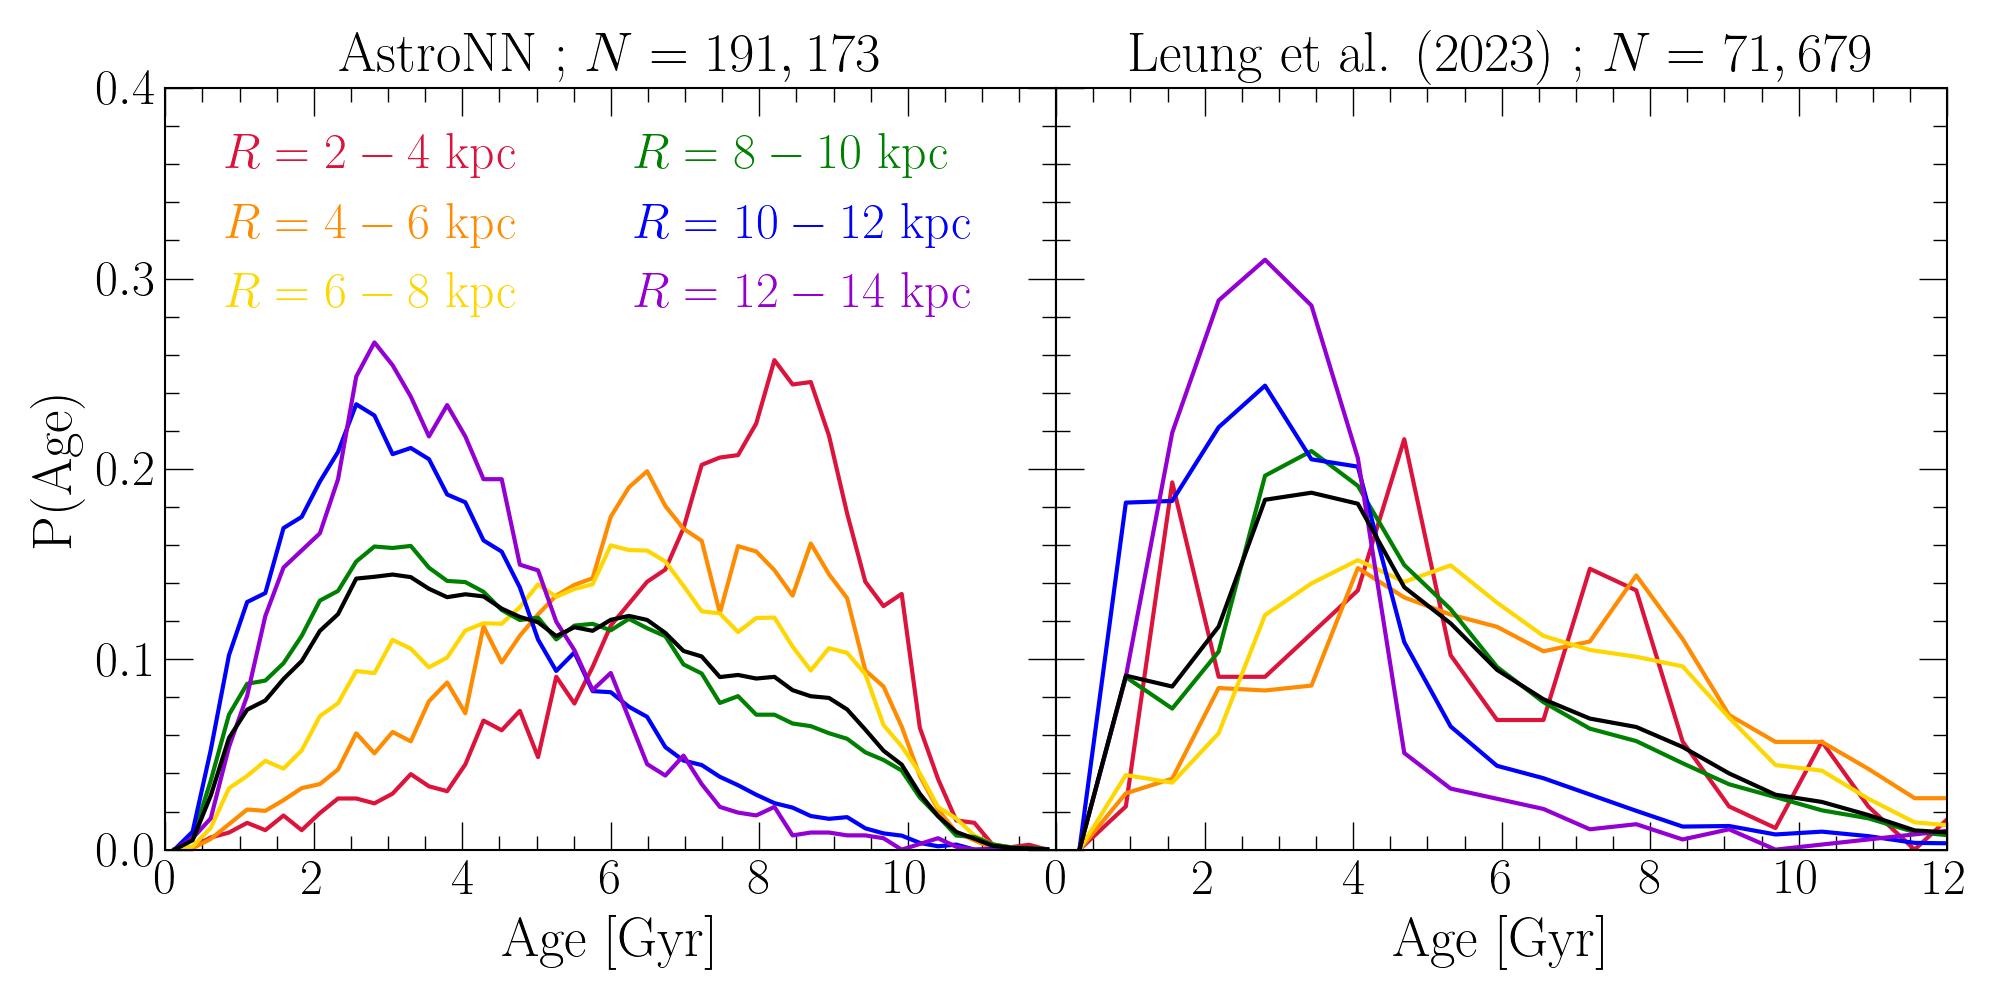 AstroNN ; N = 191, 173
Leung et al. (2023) ; N = 71, 679
0.4
0.3
0.2
0.1
0.0
P(Age)
R = 2 − 4 kpc
R = 4 − 6 kpc
R = 6 − 8 kpc
R = 8 − 10 kpc
R = 10 − 12 kpc
R = 12 − 14 kpc
0 2 4 6 8 10
0 2 4 6 8 10 12
Age [Gyr]
Age [Gyr]